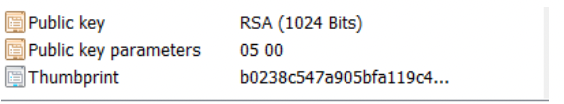 Public key RSA (1024 Bits)
Public key parameters 05 00
Thumbprint b0238c547a905bfa119c4...